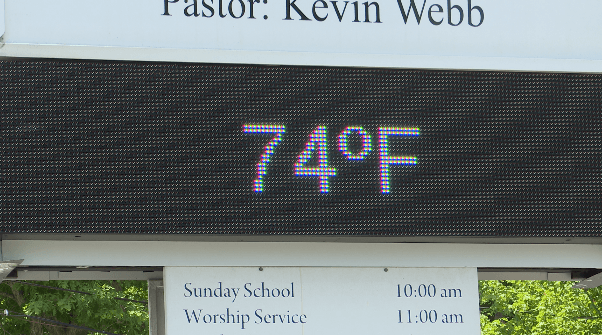 Pastor: Kevin Webb
74°F
Sunday School 10:00 am
Worship Service 11:00 am